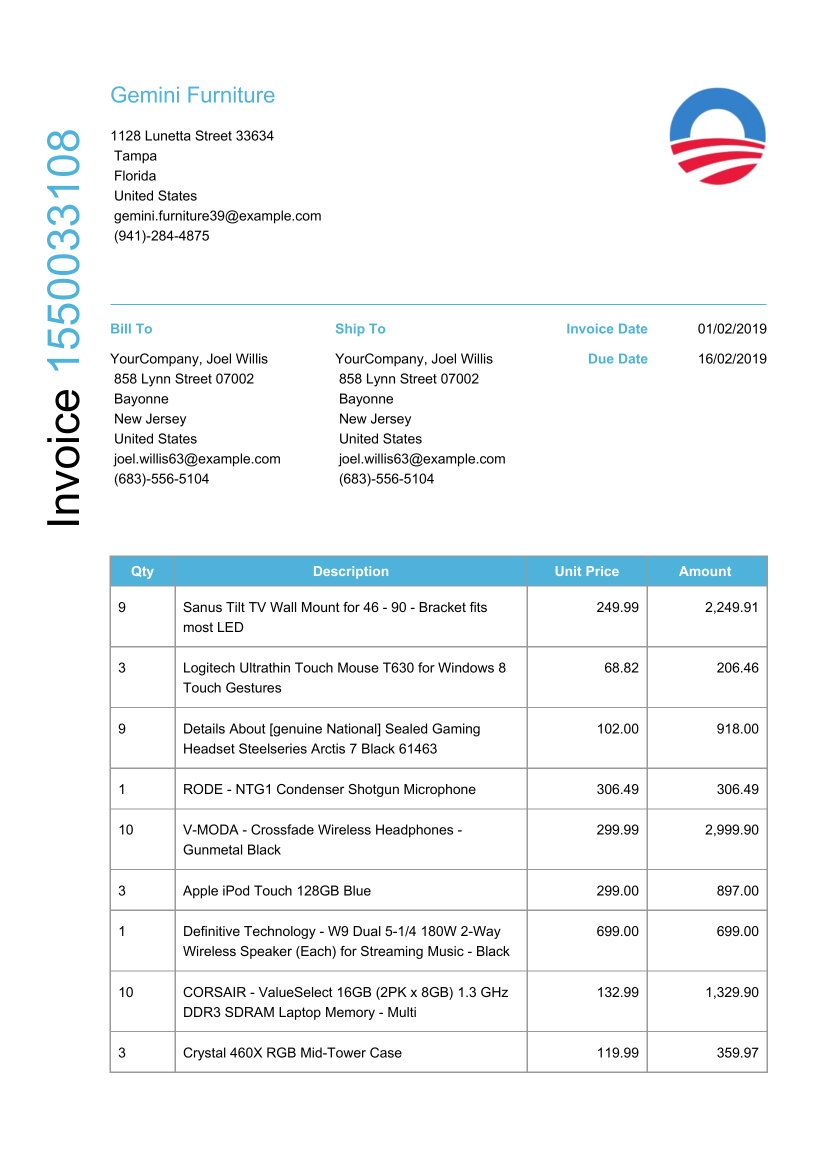 Gemini Furniture
1128 Lunetta Street 33634
Tampa
Florida
United States
gemini.furniture39@example.com
(941)-284-4875
Invoice 1550033108
Bill To
YourCompany, Joel Willis
858 Lynn Street 07002
Bayonne
New Jersey
United States
joel.willis63@example.com
(683)-556-5104
Ship To
YourCompany, Joel Willis
858 Lynn Street 07002
Bayonne
New Jersey
United States
joel.willis63@example.com
(683)-556-5104
Invoice Date 01/02/2019
Due Date 16/02/2019
Qty Description Unit Price Amount
9 Sanus Tilt TV Wall Mount for 46 - 90 - Bracket fits 249.99 2,249.91
most LED
3 Logitech Ultrathin Touch Mouse T630 for Windows 8 68.82 206.46
Touch Gestures
9 Details About [genuine National] Sealed Gaming 102.00 918.00
Headset Steelseries Arctis 7 Black 61463
1 RODE - NTG1 Condenser Shotgun Microphone 306.49 306.49
10 V-MODA - Crossfade Wireless Headphones - 299.99 2,999.90
Gunmetal Black
3 Apple iPod Touch 128GB Blue 299.00 897.00
1 Definitive Technology - W9 Dual 5-1/4 180W 2-Way 699.00 699.00
Wireless Speaker (Each) for Streaming Music - Black
10 CORSAIR - ValueSelect 16GB (2PK x 8GB) 1.3 GHz 132.99 1,329.90
DDR3 SDRAM Laptop Memory - Multi
3 Crystal 460X RGB Mid-Tower Case 119.99 359.97